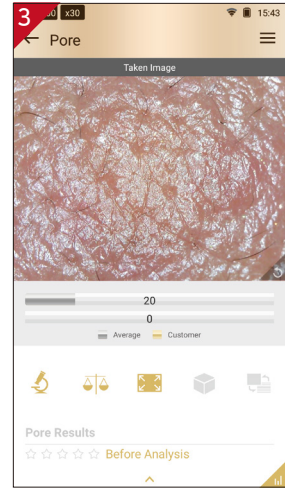 3
x30
15:43
Pore
Taken Image
20
0
Average
Customer
Pore Results
Before Analysis